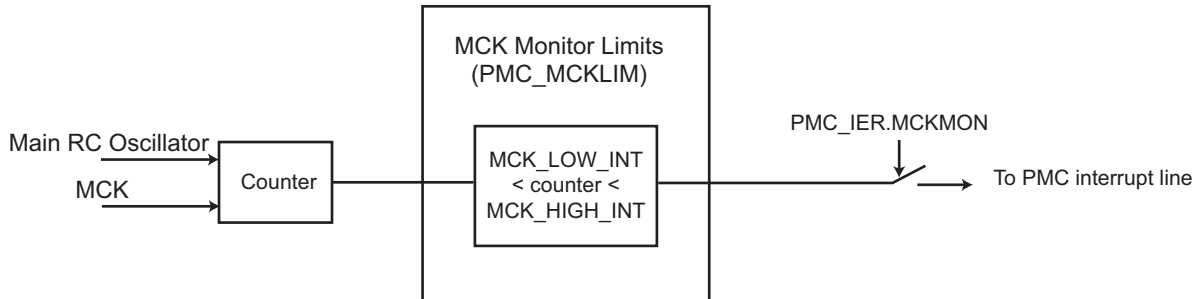 MCK Monitor Limits
(PMC_MCKLIM)
Main RC Oscillator
MCK
Counter
MCK_LOW_INT
< counter <
MCK_HIGH_INT
PMC_IER.MCKMON
To PMC interrupt line